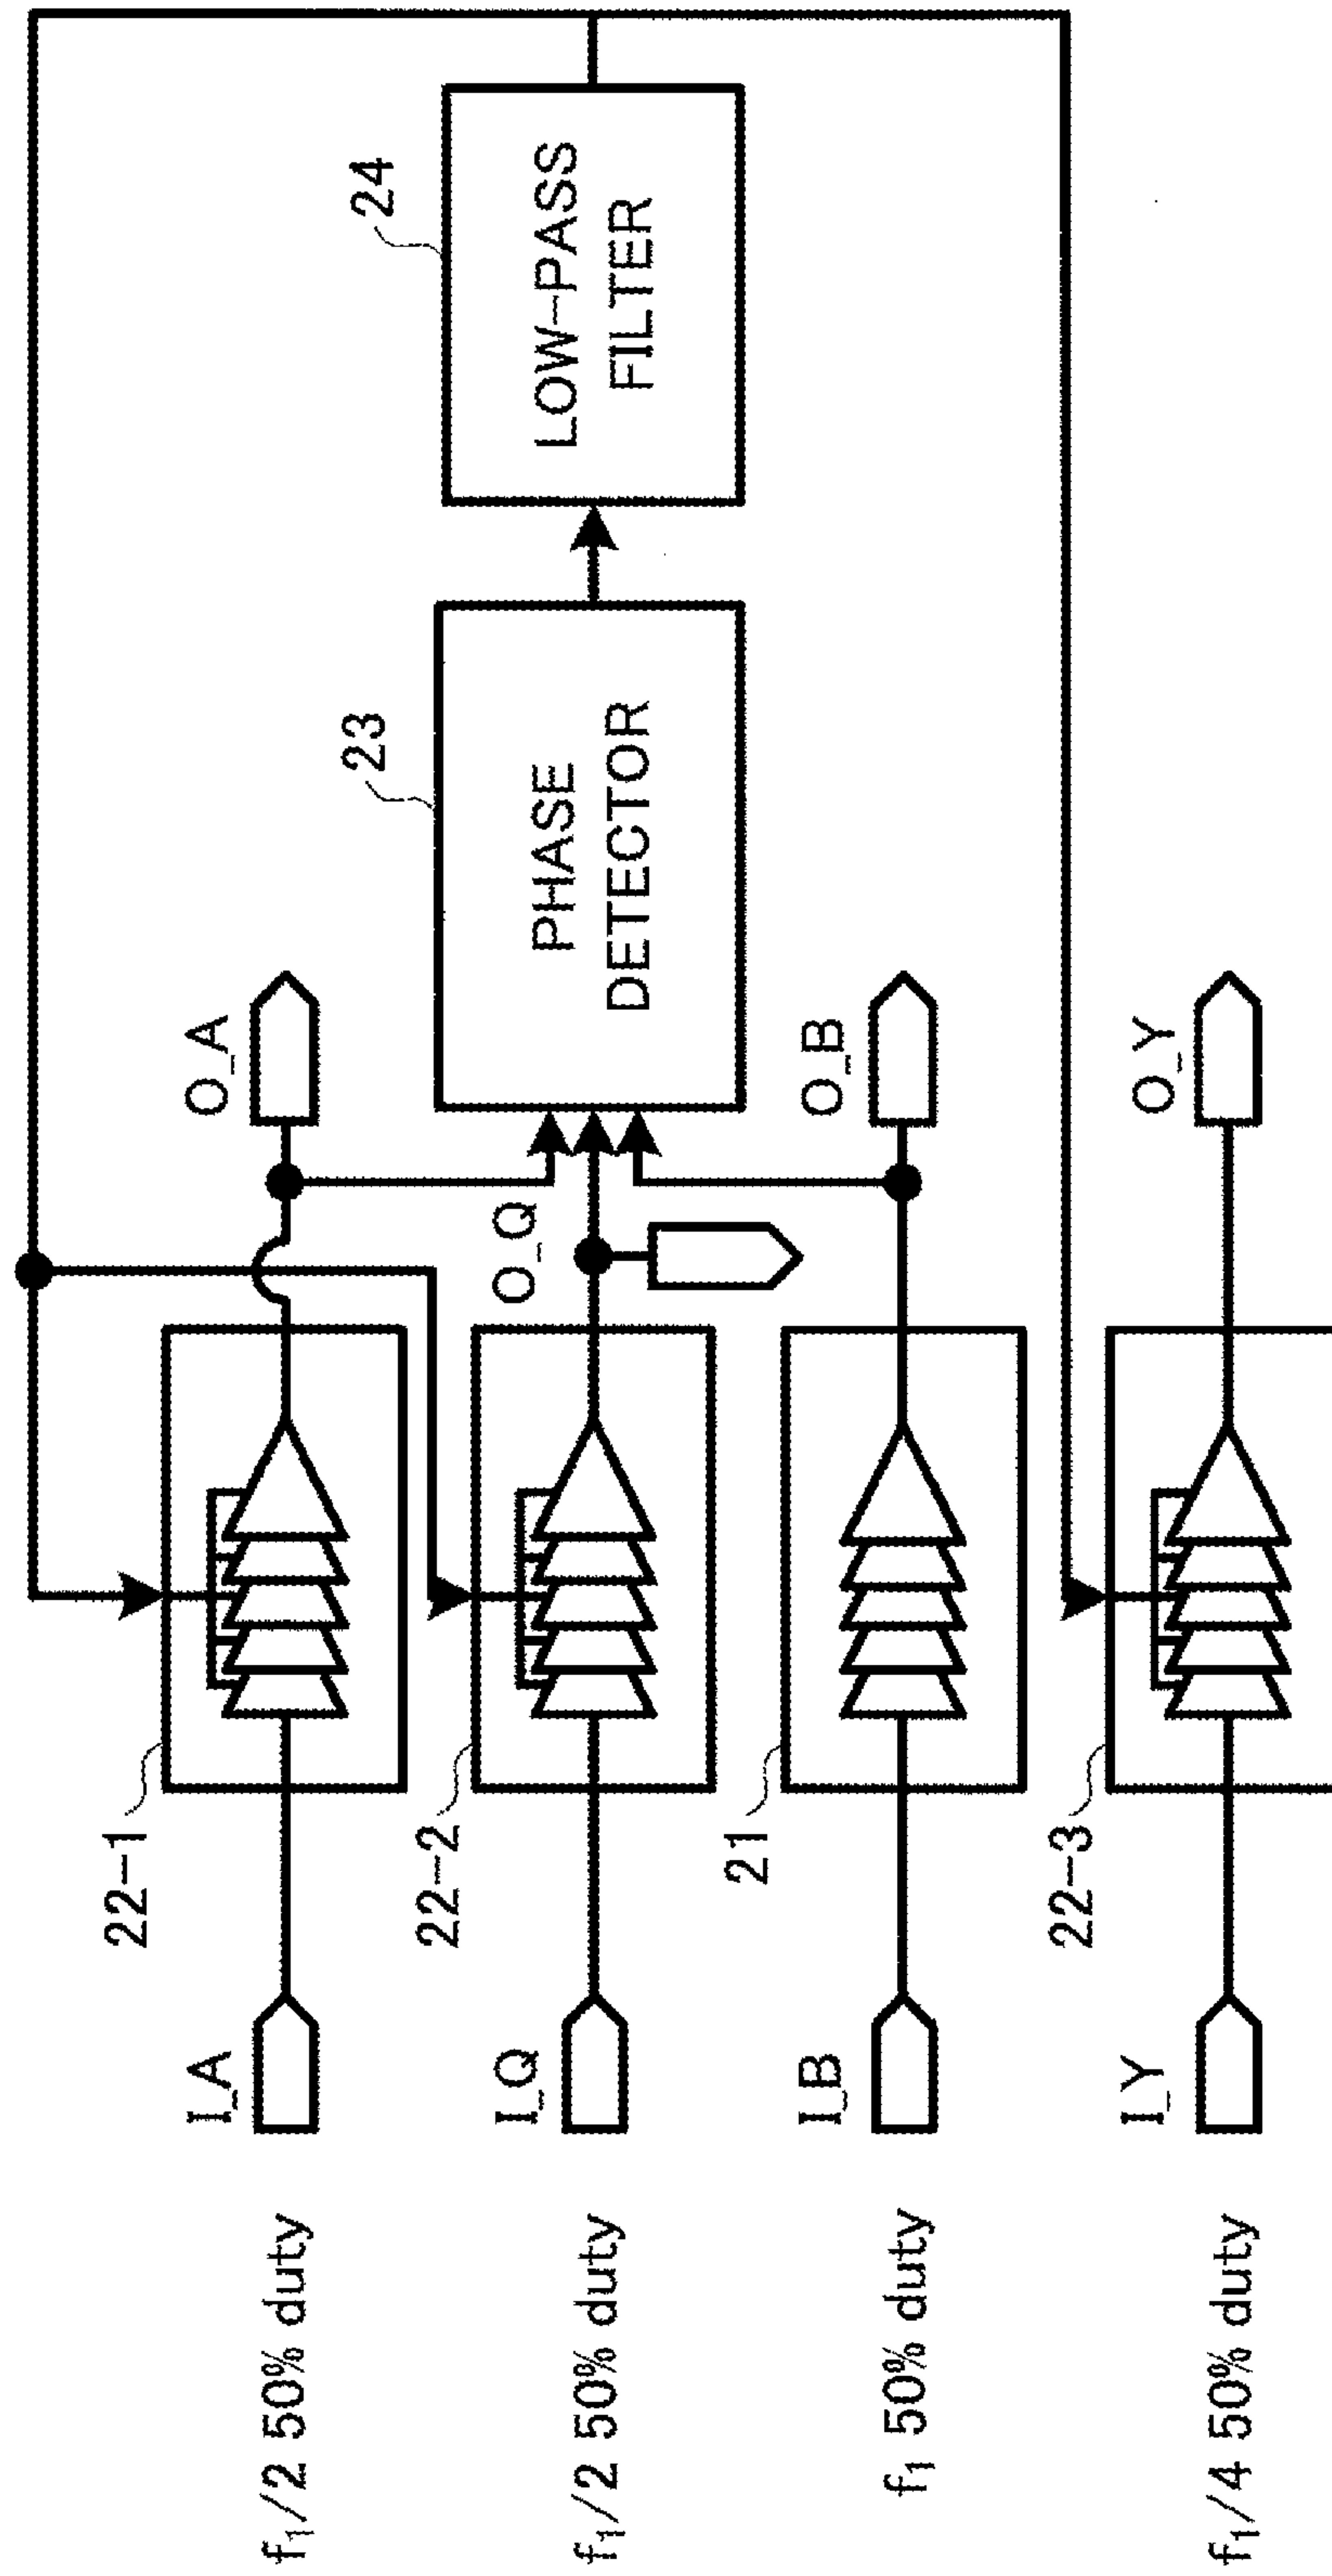 f₁/2 50% duty
I_A
22-1
O_A
f₁/2 50% duty
I_Q
22-2
O_Q
23
PHASE
DETECTOR
24
LOW-PASS
FILTER
f₁ 50% duty
I_B
21
O_B
f₁/4 50% duty
I_Y
22-3
O_Y